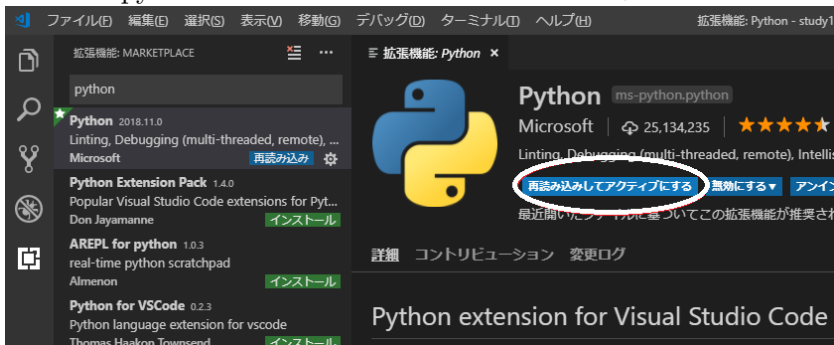 py
ファイル(F) 編集(E) 選択(S) 表示(V) 移動(G) デバッグ(D) ターミナル(T) ヘルプ(H) 拡張機能: Python - study1
拡張機能: MARKETPLACE
python
Python 2018.11.0
Linting, Debugging (multi-threaded, remote), ...
Microsoft 再読み込み
Python Extension Pack 1.4.0
Popular Visual Studio Code extensions for Pyt...
Don Jayamanne インストール
AREPL for python 1.0.3
real-time python scratchpad
Almenon インストール
Python for VSCode 0.2.3
Python language extension for vscode
Thomas Haakon Townsend インストール
拡張機能: Python ×
Python ms-python.python
Microsoft 25,134,235
Linting, Debugging (multi-threaded, remote), Intellis
再読み込みしてアクティブにする 無効にする▼ アンイン
最近開いたファイルに基づいてこの拡張機能が推奨され
詳細 コントリビューション 変更ログ
Python extension for Visual Studio Code